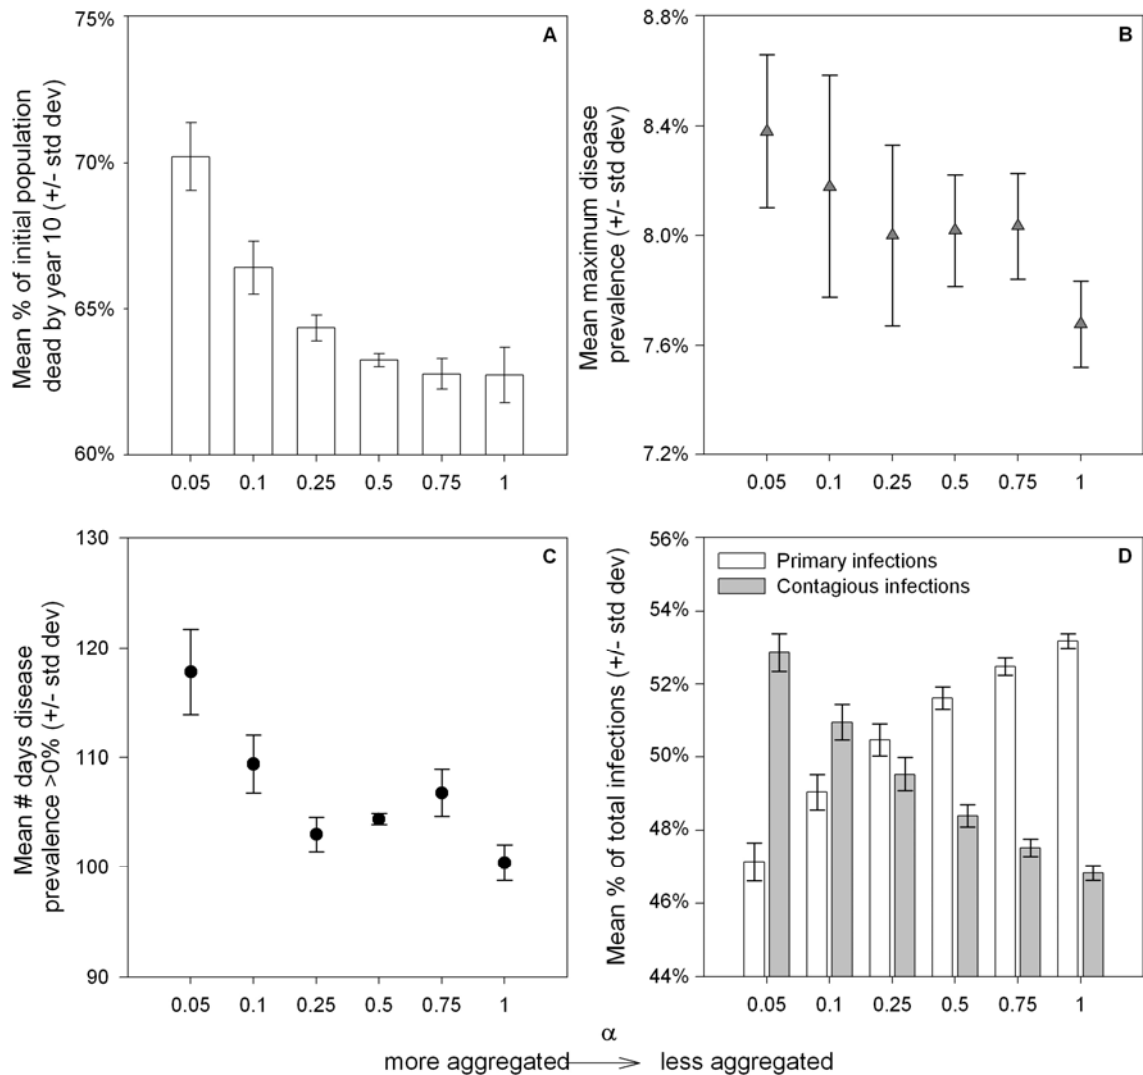 A
75%
70%
65%
60%
Mean % of initial population
dead by year 10 (+/- std dev)
0.05 0.1 0.25 0.5 0.75 1
B
8.8%
8.4%
8.0%
7.6%
7.2%
Mean maximum disease
prevalence (+/- std dev)
0.05 0.1 0.25 0.5 0.75 1
C
130
120
110
100
90
Mean # days disease
prevalence >0% (+/- std dev)
0.05 0.1 0.25 0.5 0.75 1
D
56%
54%
52%
50%
48%
46%
44%
Mean % of total infections (+/- std dev)
Primary infections
Contagious infections
0.05 0.1 0.25 0.5 0.75 1
α
more aggregated → less aggregated